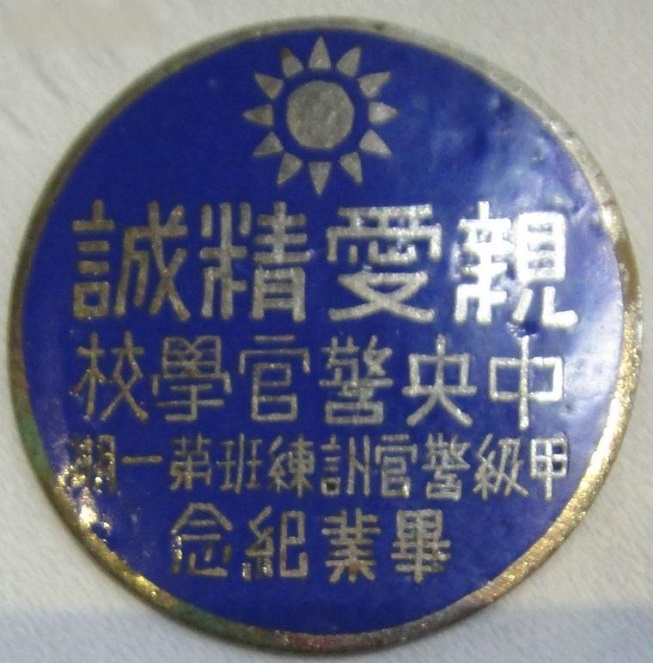 親愛精誠
中央警官學校
甲級警官訓練班第一期
畢業紀念